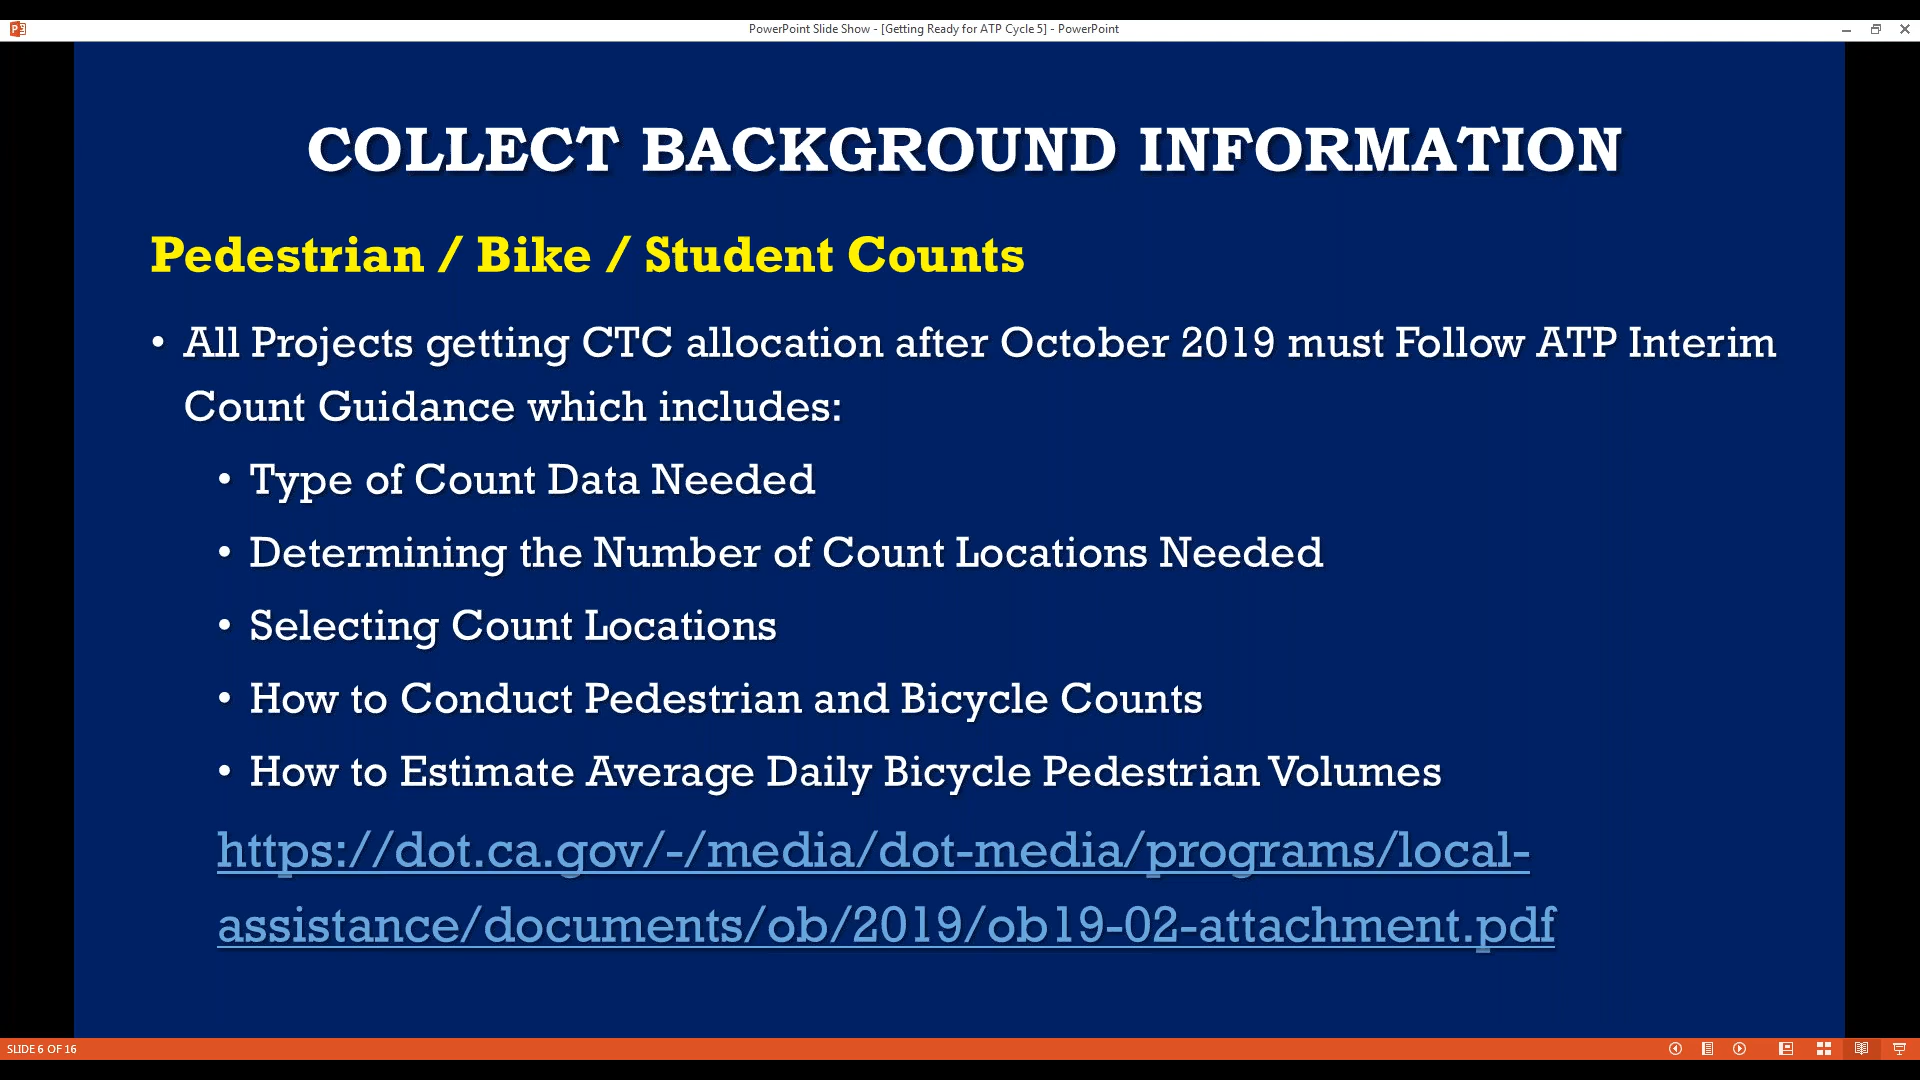 PowerPoint Slide Show - [Getting Ready for ATP Cycle 5] - PowerPoint
COLLECT BACKGROUND INFORMATION
Pedestrian / Bike / Student Counts
• All Projects getting CTC allocation after October 2019 must Follow ATP Interim
Count Guidance which includes:
• Type of Count Data Needed
• Determining the Number of Count Locations Needed
• Selecting Count Locations
• How to Conduct Pedestrian and Bicycle Counts
• How to Estimate Average Daily Bicycle Pedestrian Volumes
https://dot.ca.gov/-/media/dot-media/programs/local-
assistance/documents/ob/2019/ob19-02-attachment.pdf
SLIDE 6 OF 16